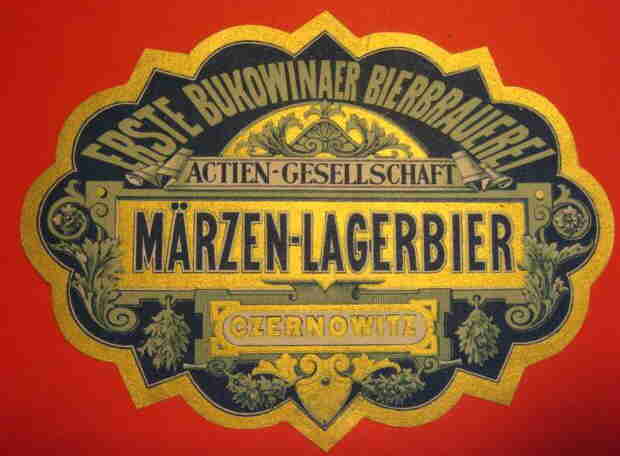 ERSTE BUKOWINAER BIERBRAUEREI
ACTIEN-GESELLSCHAFT
MÄRZEN-LAGERBIER
CZERNOWITZ